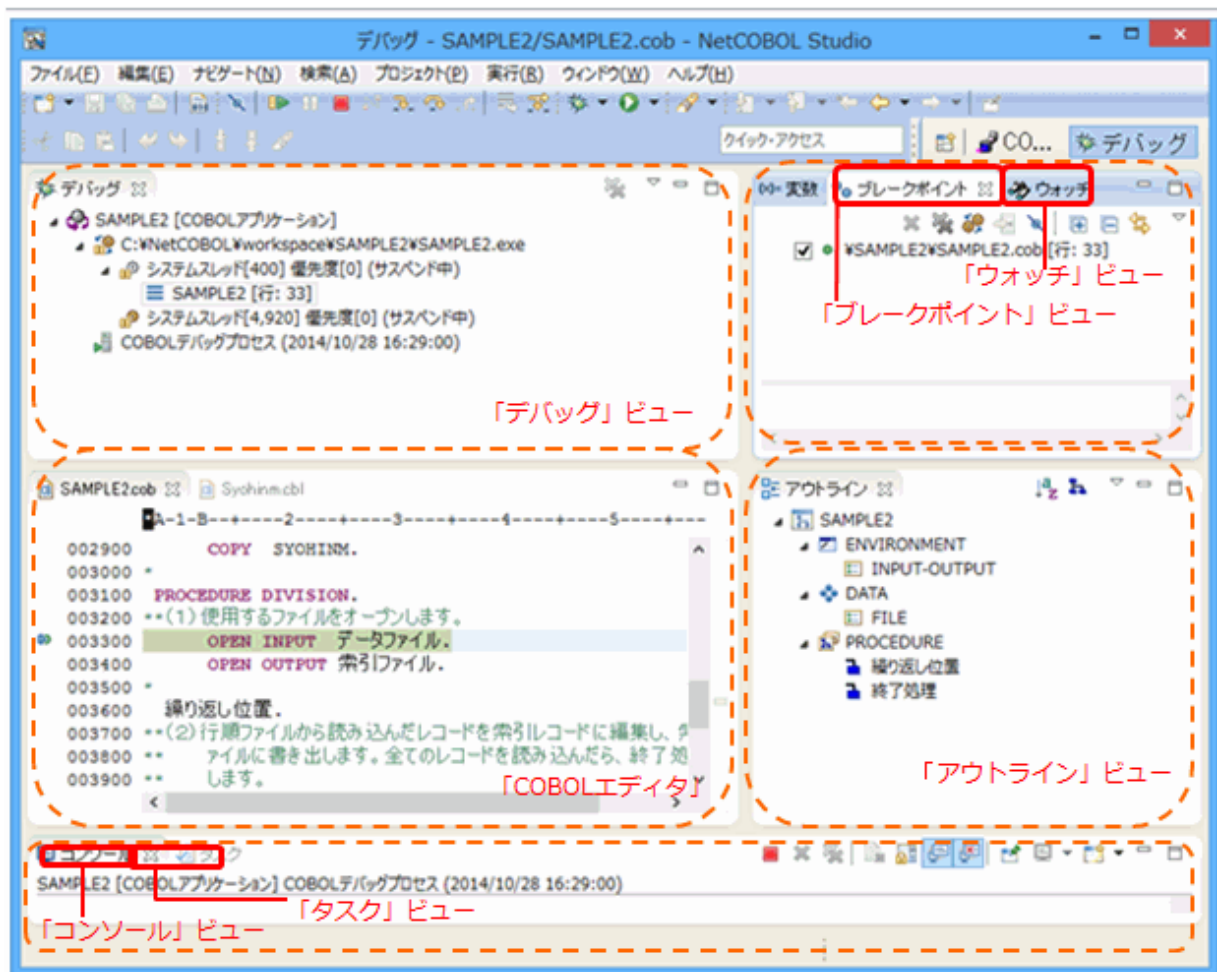 デバッグ - SAMPLE2/SAMPLE2.cob - NetCOBOL Studio
ファイル(F) 編集(E) ナビゲート(N) 検索(A) プロジェクト(P) 実行(R) ウィンドウ(W) ヘルプ(H)
クイック・アクセス
CO... デバッグ
デバッグ
SAMPLE2 [COBOLアプリケーション]
C:¥NetCOBOL¥workspace¥SAMPLE2¥SAMPLE2.exe
システムスレッド[400] 優先度[0] (サスペンド中)
SAMPLE2 [行: 33]
システムスレッド[4,920] 優先度[0] (サスペンド中)
COBOLデバッグプロセス (2014/10/28 16:29:00)
「デバッグ」ビュー
(x)= 変数 ブレークポイント ウォッチ
¥SAMPLE2¥SAMPLE2.cob [行: 33]
「ウォッチ」ビュー
「ブレークポイント」ビュー
SAMPLE2.cob Syohinm.cbl
A-1-B--+----2----+----3----+----4----+----5----+---
002900 COPY SYOHINM.
003000 *
003100 PROCEDURE DIVISION.
003200 **(1)使用するファイルをオープンします。
003300 OPEN INPUT データファイル.
003400 OPEN OUTPUT 索引ファイル.
003500 *
003600 繰り返し位置.
003700 **(2)行順ファイルから読み込んだレコードを索引レコードに編集し、
003800 ** ァイルに書き出します。全てのレコードを読み込んだら、終了処
003900 ** します。
「COBOLエディタ」
アウトライン
SAMPLE2
ENVIRONMENT
INPUT-OUTPUT
DATA
FILE
PROCEDURE
繰り返し位置
終了処理
「アウトライン」ビュー
コンソール タスク
SAMPLE2 [COBOLアプリケーション] COBOLデバッグプロセス (2014/10/28 16:29:00)
「タスク」ビュー
「コンソール」ビュー